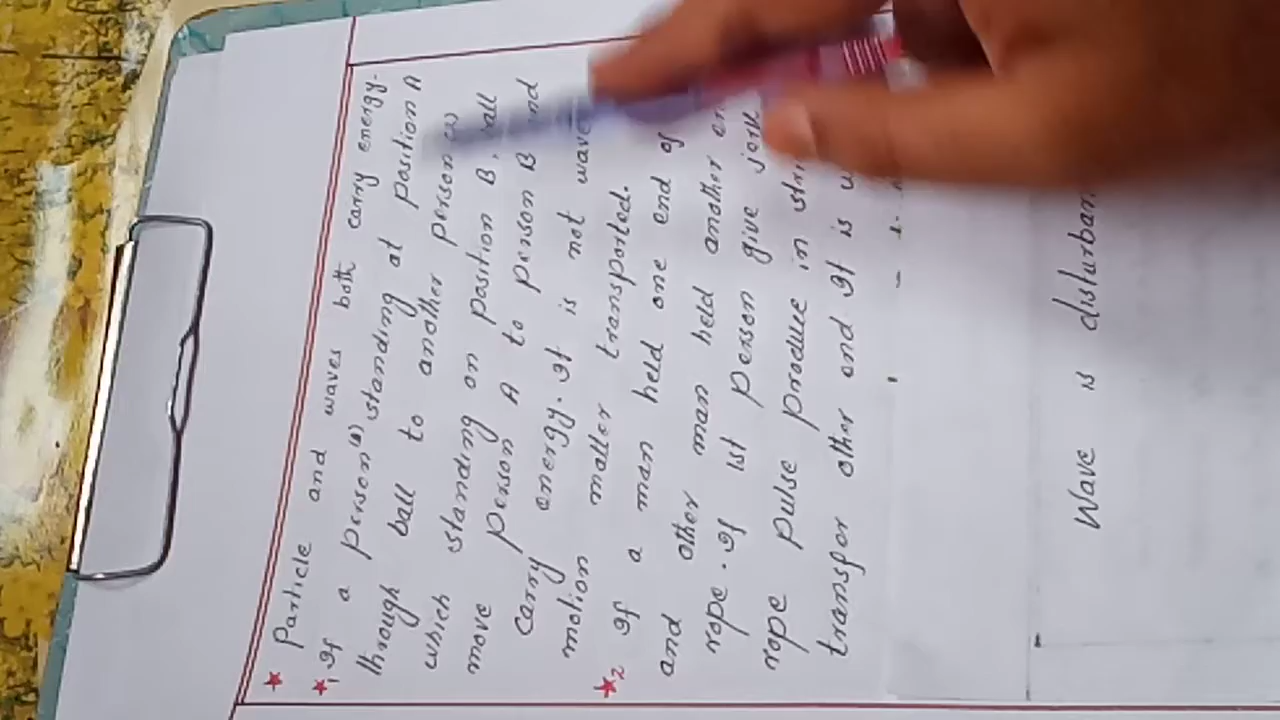 Particle and waves both carry energy.
1 If a person(A) standing at position A
through ball to another person
which standing on position B, ball
move person A to person B and
carry energy. It is not wave
motion matter transported.
2 If a man held one end of
and other man held another
rope. If 1st person give jerk
rope pulse produce in
transfer other end It is
Wave is